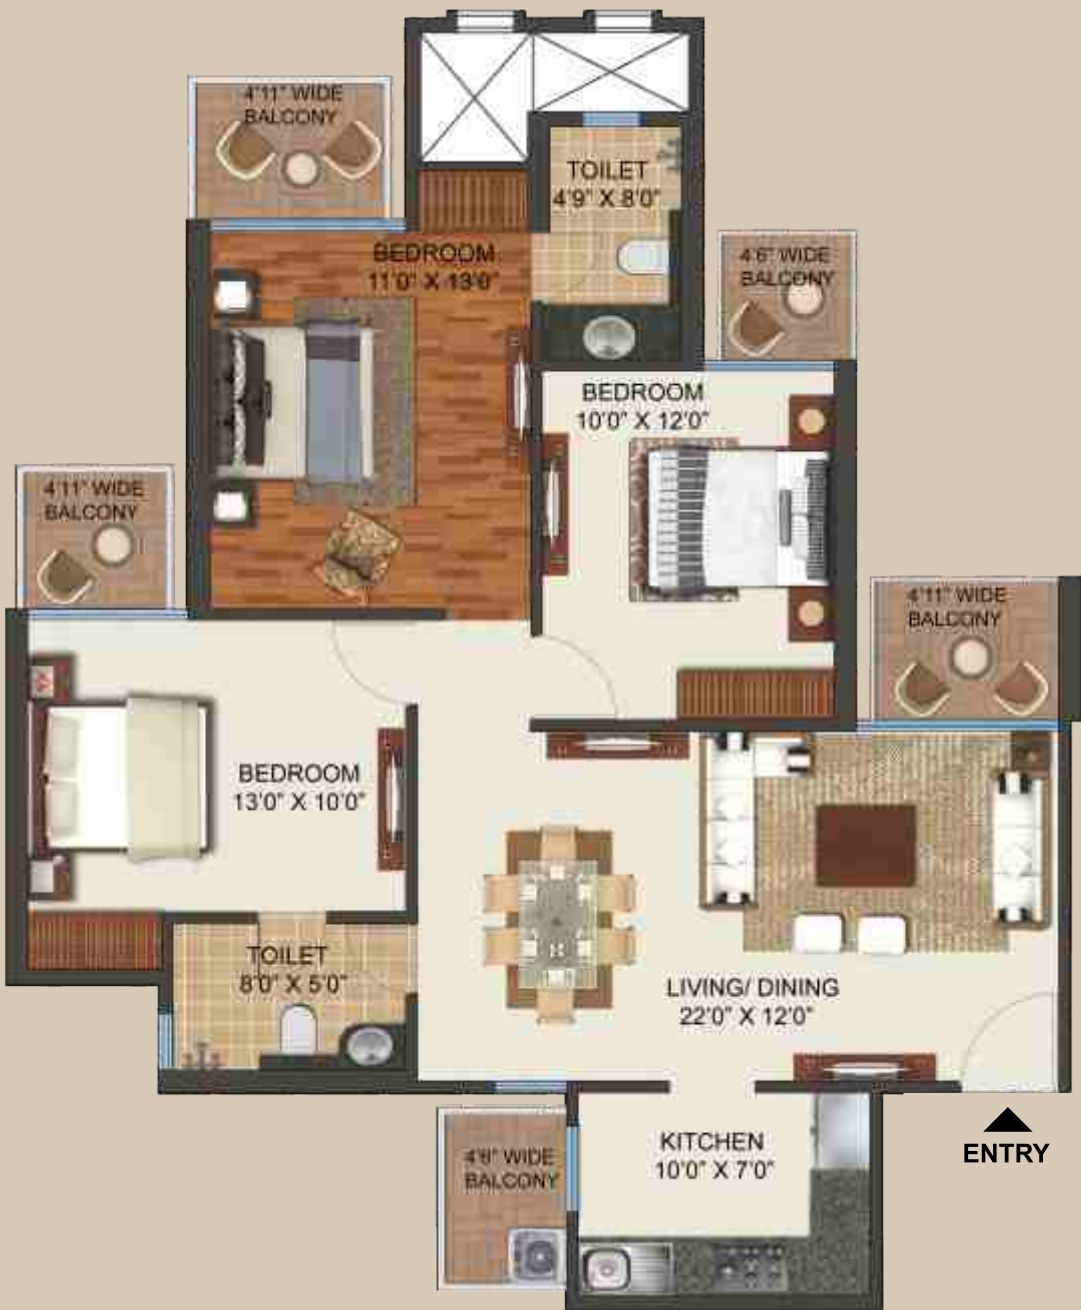 4'11" WIDE
BALCONY
TOILET
4'9" X 8'0"
BEDROOM
11'0" X 13'0"
4'6" WIDE
BALCONY
BEDROOM
10'0" X 12'0"
4'11" WIDE
BALCONY
4'11" WIDE
BALCONY
BEDROOM
13'0" X 10'0"
TOILET
8'0" X 5'0"
LIVING/ DINING
22'0" X 12'0"
KITCHEN
10'0" X 7'0"
ENTRY
4'6" WIDE
BALCONY